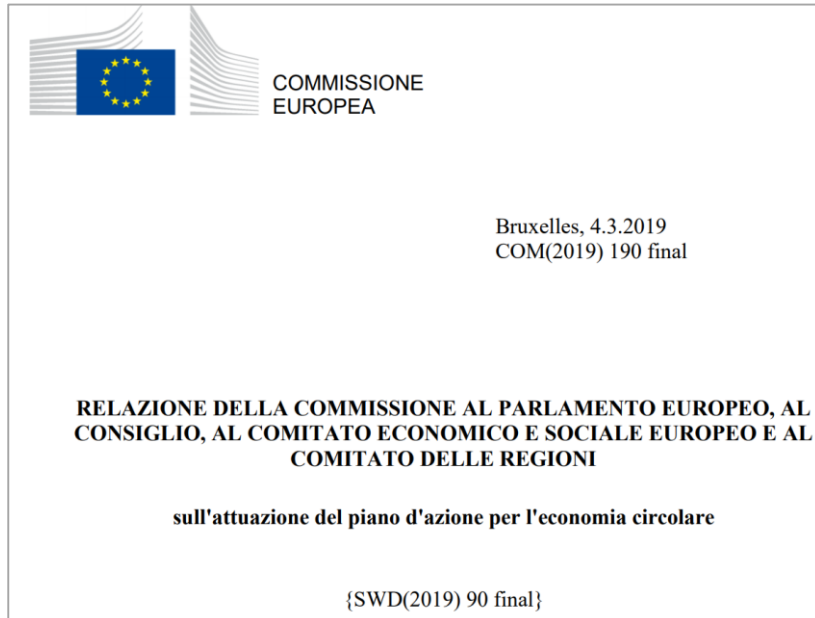 COMMISSIONE
EUROPEA
Bruxelles, 4.3.2019
COM(2019) 190 final
RELAZIONE DELLA COMMISSIONE AL PARLAMENTO EUROPEO, AL
CONSIGLIO, AL COMITATO ECONOMICO E SOCIALE EUROPEO E AL
COMITATO DELLE REGIONI
sull'attuazione del piano d'azione per l'economia circolare
{SWD(2019) 90 final}